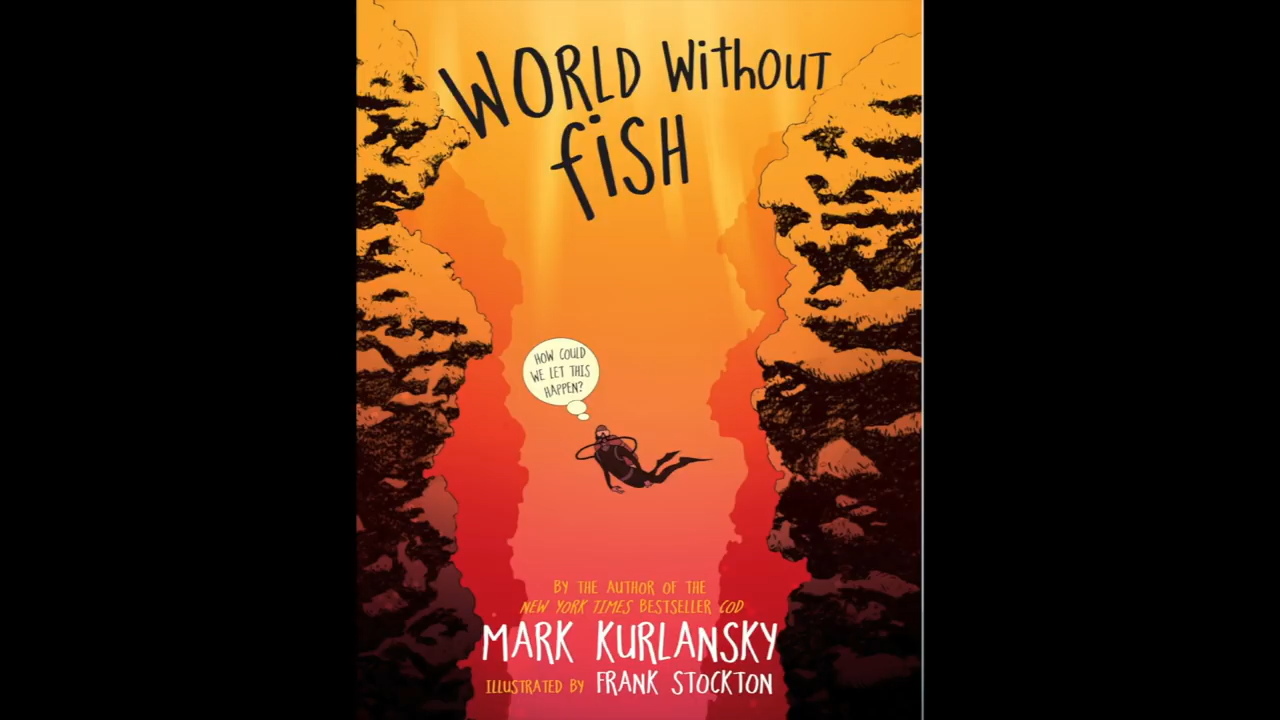 WORLD WithOUT
fiSH
HOW COULD
WE LET THIS
HAPPEN?
BY THE AUTHOR OF THE
NEW YORK TIMES BESTSELLER COD
MARK KURLANSKY
ILLUSTRATED BY FRANK STOCKTON